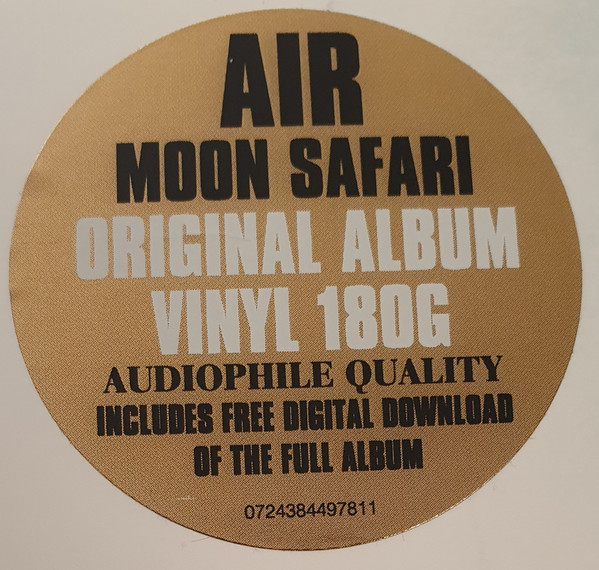 AIR
MOON SAFARI
ORIGINAL ALBUM
VINYL 180G
AUDIOPHILE QUALITY
INCLUDES FREE DIGITAL DOWNLOAD
OF THE FULL ALBUM
0724384497811